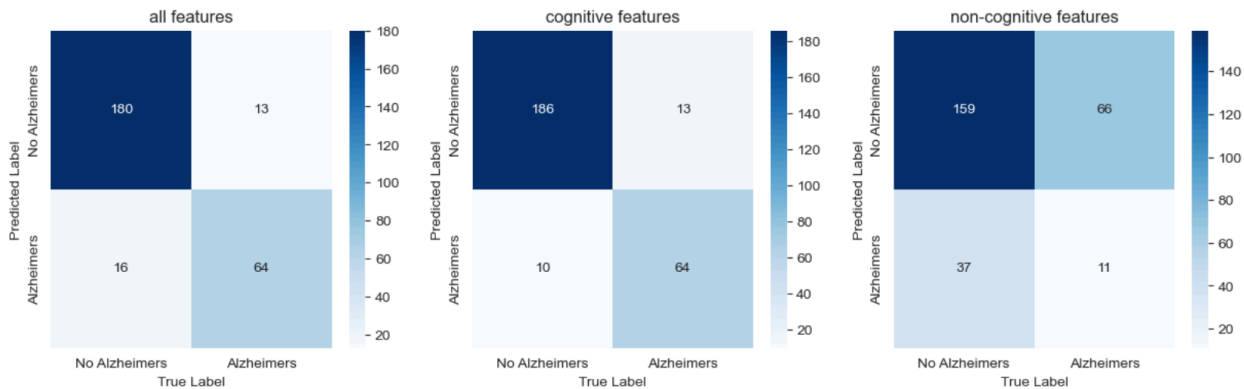 all features
No Alzheimers
Alzheimers
Predicted Label
180
13
16
64
No Alzheimers
Alzheimers
True Label
180
160
140
120
100
80
60
40
20
cognitive features
No Alzheimers
Alzheimers
Predicted Label
186
13
10
64
No Alzheimers
Alzheimers
True Label
180
160
140
120
100
80
60
40
20
non-cognitive features
No Alzheimers
Alzheimers
Predicted Label
159
66
37
11
No Alzheimers
Alzheimers
True Label
140
120
100
80
60
40
20